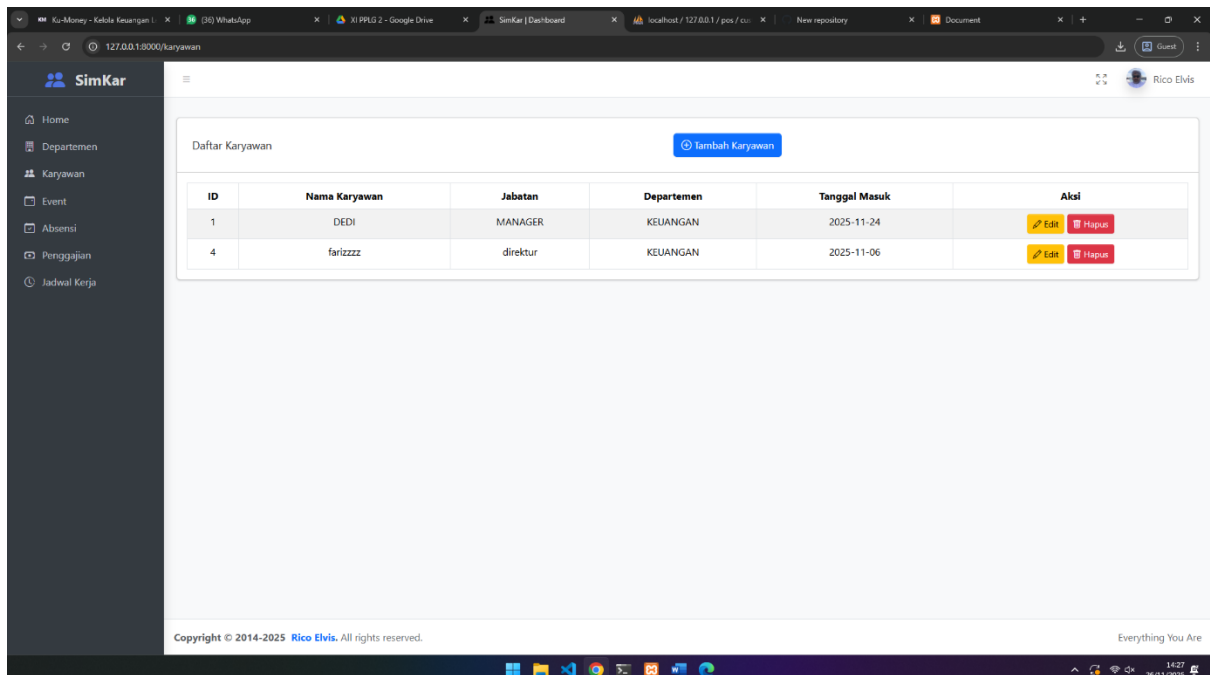 Ku-Money - Kelola Keuangan L
(36) WhatsApp
XI PPLG 2 - Google Drive
SimKar | Dashboard
localhost / 127.0.0.1 / pos / cu
New repository
Document
127.0.0.1:8000/karyawan
Guest
SimKar
Rico Elvis
Home
Departemen
Karyawan
Event
Absensi
Penggajian
Jadwal Kerja
Daftar Karyawan
Tambah Karyawan
ID Nama Karyawan Jabatan Departemen Tanggal Masuk Aksi
1 DEDI MANAGER KEUANGAN 2025-11-24 Edit Hapus
4 farizzzz direktur KEUANGAN 2025-11-06 Edit Hapus
Copyright © 2014-2025 Rico Elvis. All rights reserved.
Everything You Are
14:27
26/11/2025